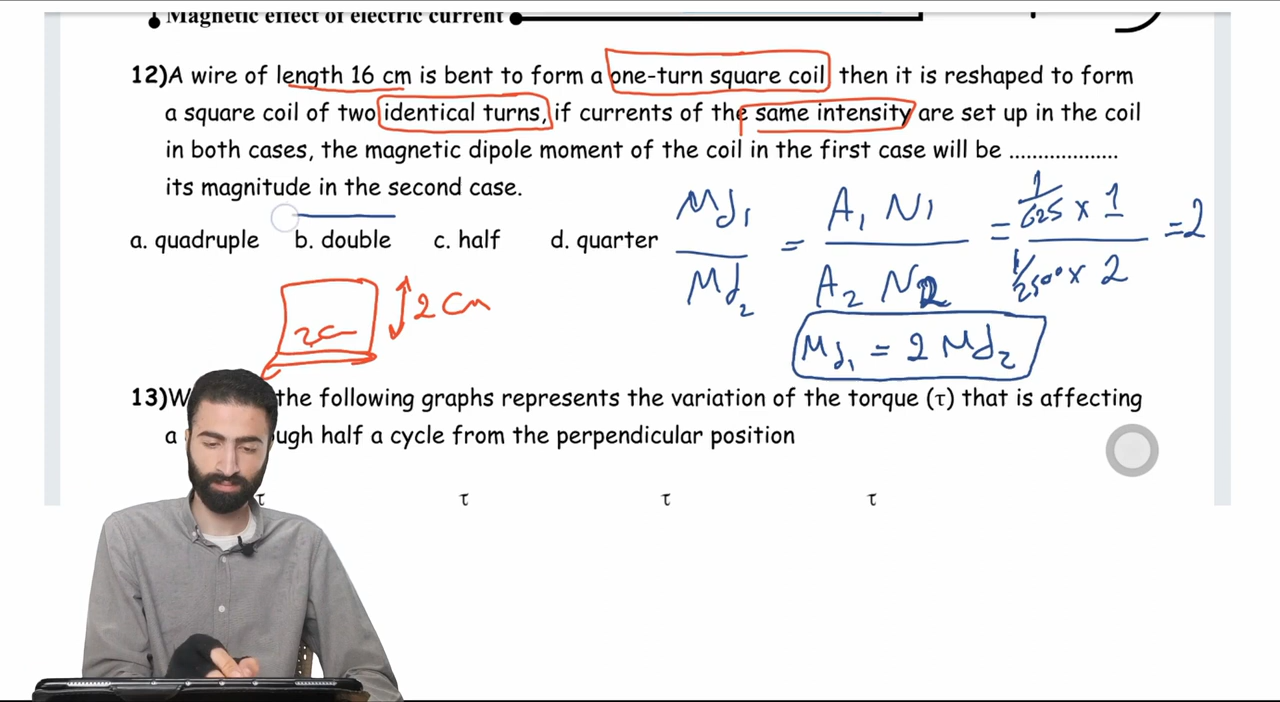 Magnetic effect of electric current
12)A wire of length 16 cm is bent to form a one-turn square coil then it is reshaped to form
a square coil of two identical turns, if currents of the same intensity are set up in the coil
in both cases, the magnetic dipole moment of the coil in the first case will be ....................
its magnitude in the second case.
a. quadruple b. double c. half d. quarter
Md1 / Md2 = A1 N1 / A2 N2 = 1/625 x 1 / 1/2500 x 2 = 2
Md1 = 2 Md2
2 cm
2c
13)W the following graphs represents the variation of the torque (τ) that is affecting
a ugh half a cycle from the perpendicular position
τ τ τ τ